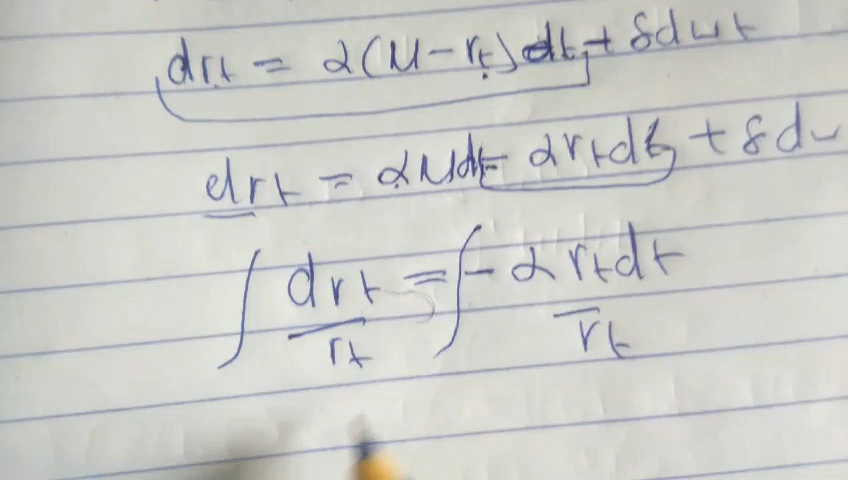 drt = α(μ-rt)dt + δdwt
drt = αμdt - αrtdt + δdw
∫ drt/rt = ∫ -αrtdt/rt